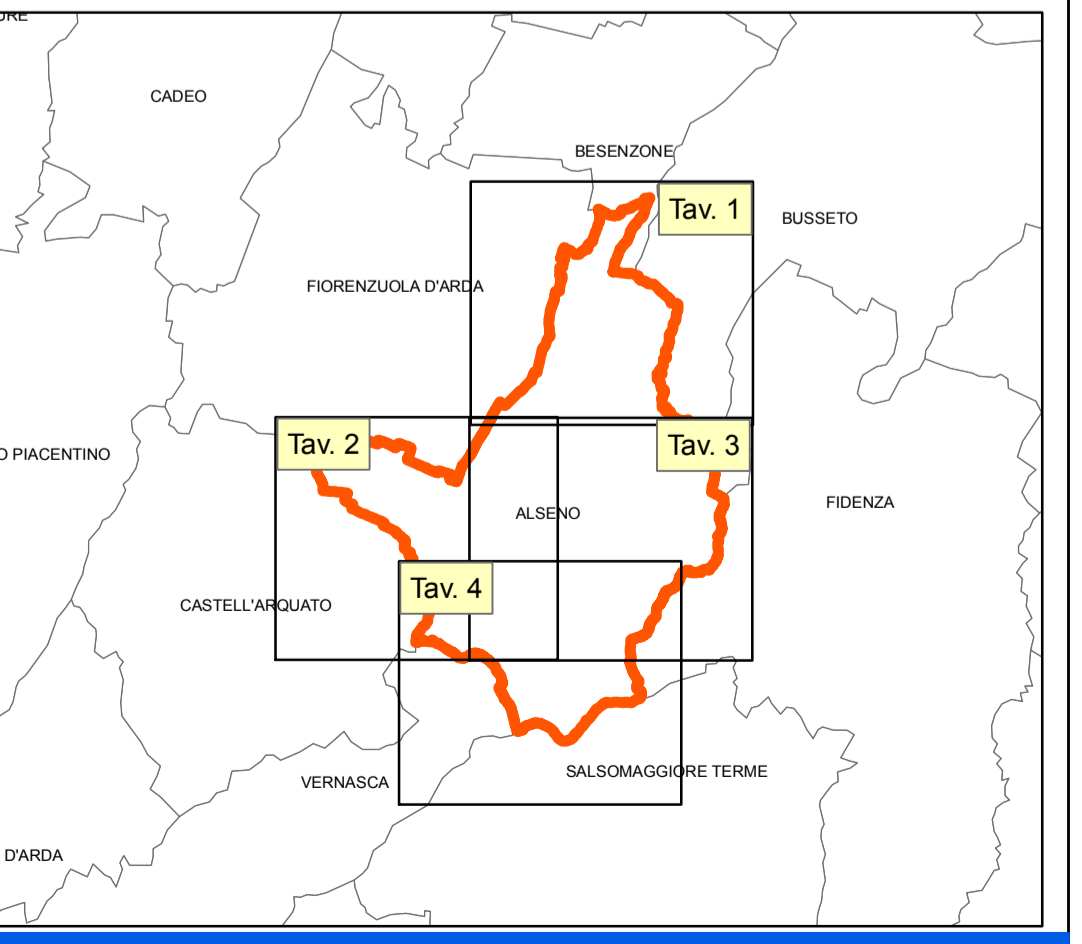 CADEO
BESENZONE
Tav. 1
BUSSETO
FIORENZUOLA D'ARDA
Tav. 2
Tav. 3
O PIACENTINO
FIDENZA
ALSENO
Tav. 4
CASTELL'ARQUATO
SALSOMAGGIORE TERME
VERNASCA
D'ARDA